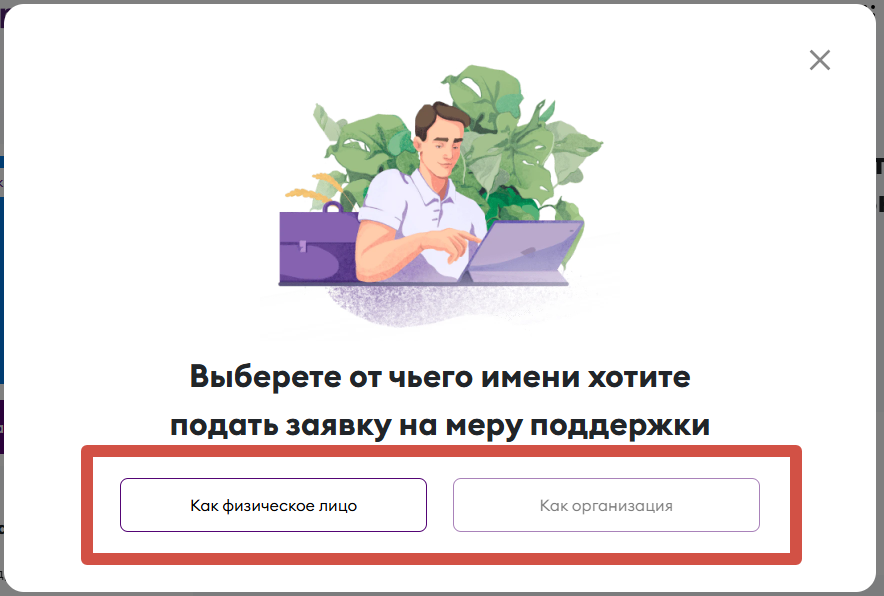 Выберете от чьего имени хотите
подать заявку на меру поддержки
Как физическое лицо
Как организация